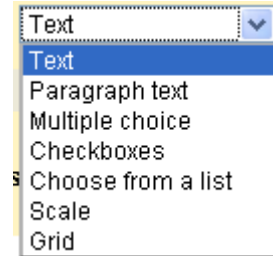 Text
Text
Paragraph text
Multiple choice
Checkboxes
s Choose from a list
Scale
Grid